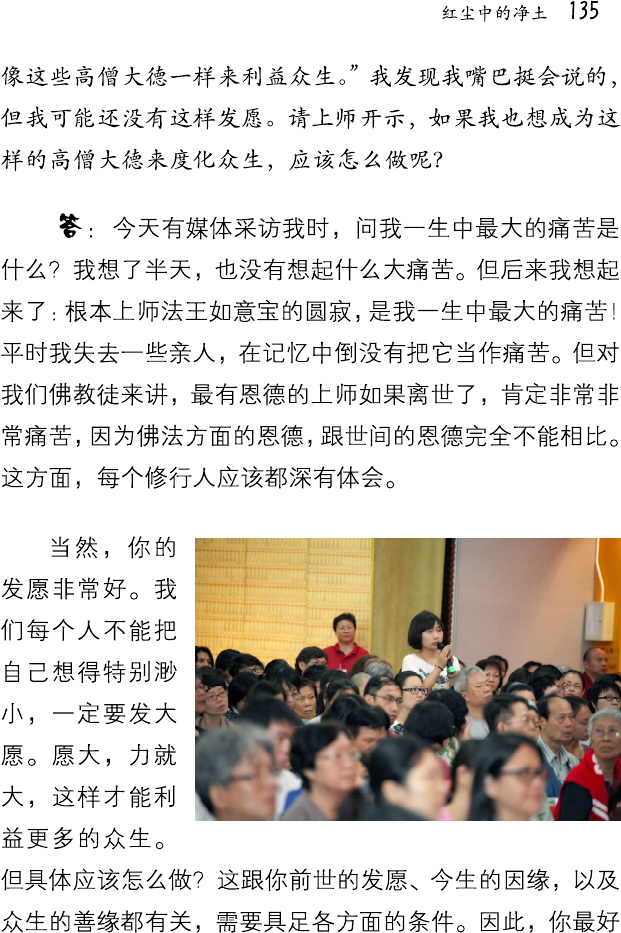 红尘中的净土 135
像这些高僧大德一样来利益众生。”我发现我嘴巴挺会说的，
但我可能还没有这样发愿。请上师开示，如果我也想成为这
样的高僧大德来度化众生，应该怎么做呢？
答：今天有媒体采访我时，问我一生中最大的痛苦是
什么？我想了半天，也没有想起什么大痛苦。但后来我想起
来了：根本上师法王如意宝的圆寂，是我一生中最大的痛苦！
平时我失去一些亲人，在记忆中倒没有把它当作痛苦。但对
我们佛教徒来讲，最有恩德的上师如果离世了，肯定非常非
常痛苦，因为佛法方面的恩德，跟世间的恩德完全不能相比。
这方面，每个修行人应该都深有体会。
当然，你的
发愿非常好。我
们每个人不能把
自己想得特别渺
小，一定要发大
愿。愿大，力就
大，这样才能利
益更多的众生。
但具体应该怎么做？这跟你前世的发愿、今生的因缘，以及
众生的善缘都有关，需要具足各方面的条件。因此，你最好